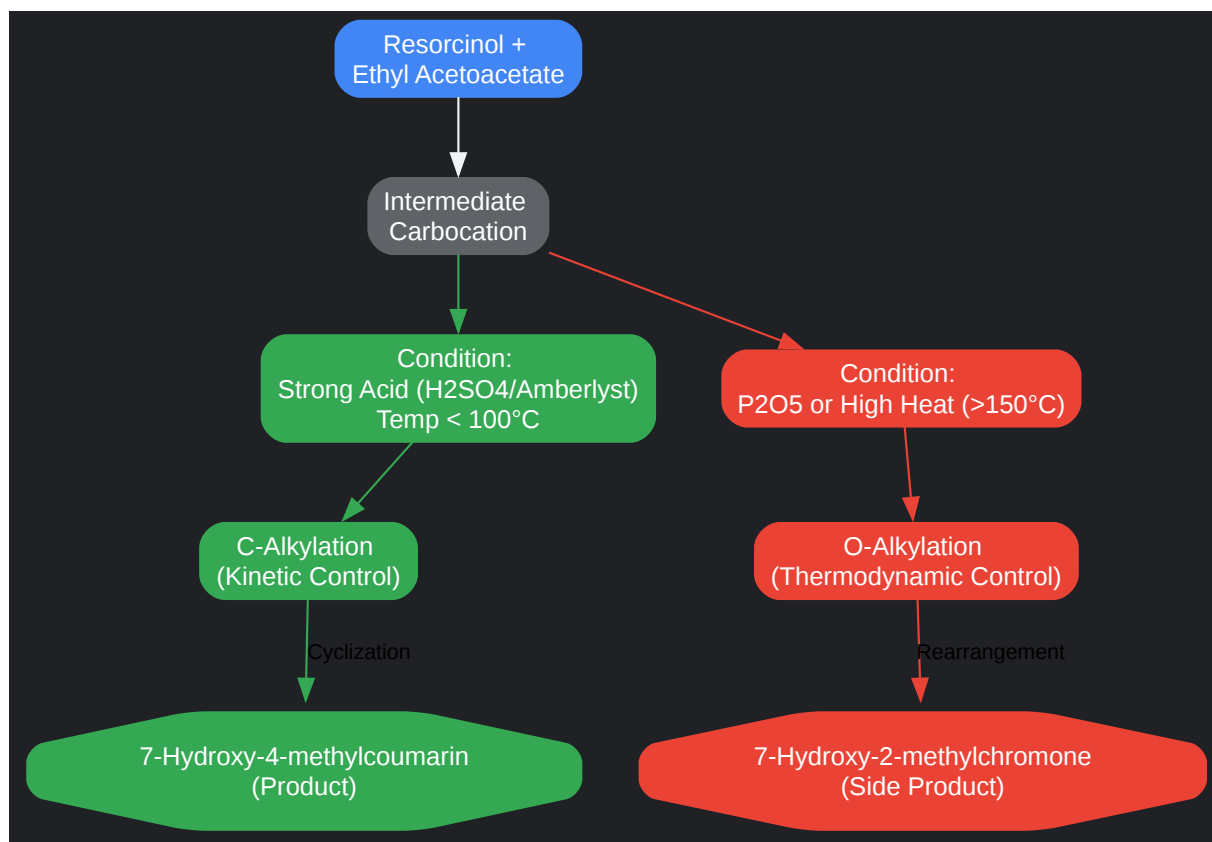 Resorcinol +
Ethyl Acetoacetate
Intermediate
Carbocation
Condition:
Strong Acid (H2SO4/Amberlyst)
Temp < 100°C
Condition:
P2O5 or High Heat (>150°C)
C-Alkylation
(Kinetic Control)
O-Alkylation
(Thermodynamic Control)
Cyclization
Rearrangement
7-Hydroxy-4-methylcoumarin
(Product)
7-Hydroxy-2-methylchromone
(Side Product)